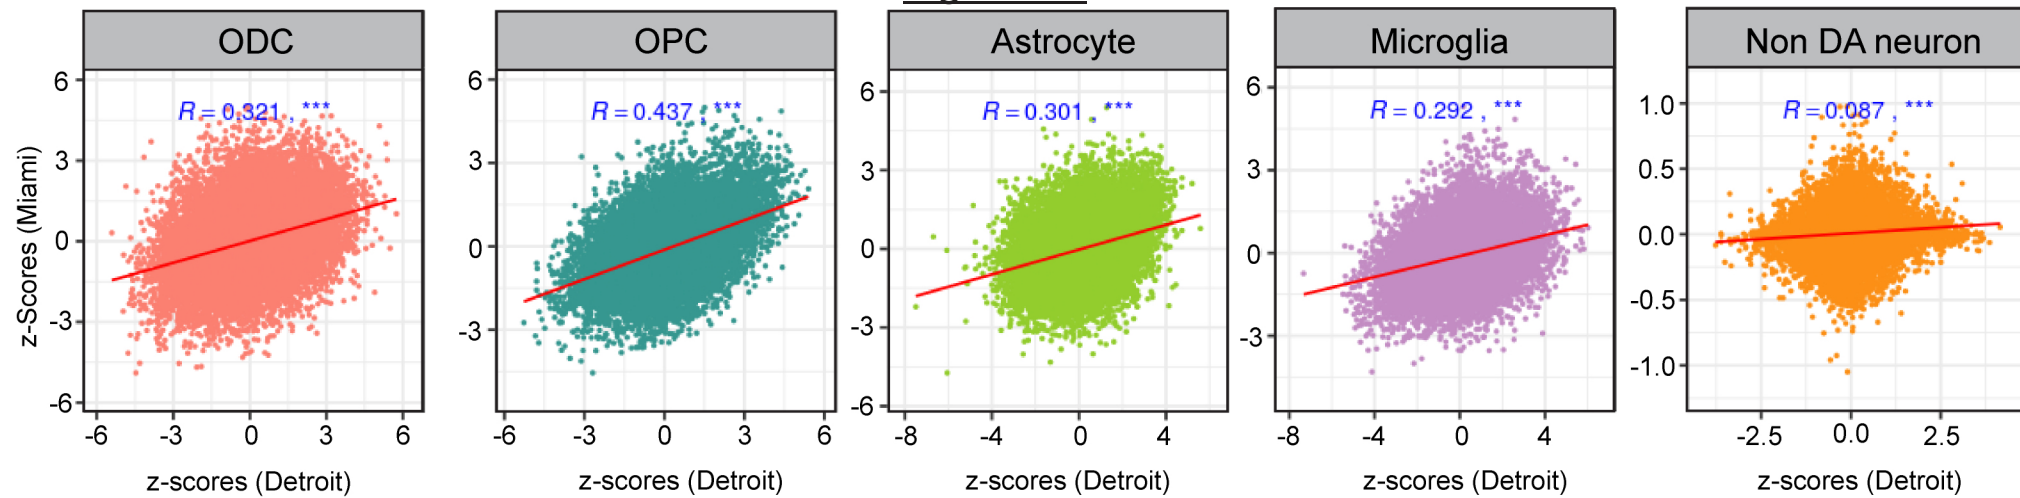 ODC
OPC
Astrocyte
Microglia
Non DA neuron
R = 0.321 , ***
R = 0.437 , ***
R = 0.301 , ***
R = 0.292 , ***
R = 0.087 , ***
z-Scores (Miami)
6
3
0
-3
-6
6
3
0
-3
6
3
0
-3
-6
6
3
0
-3
1.0
0.5
0.0
-0.5
-1.0
-6 -3 0 3 6
-6 -3 0 3 6
-8 -4 0 4
-8 -4 0 4
-2.5 0.0 2.5
z-scores (Detroit)
z-scores (Detroit)
z-scores (Detroit)
z-scores (Detroit)
z-scores (Detroit)